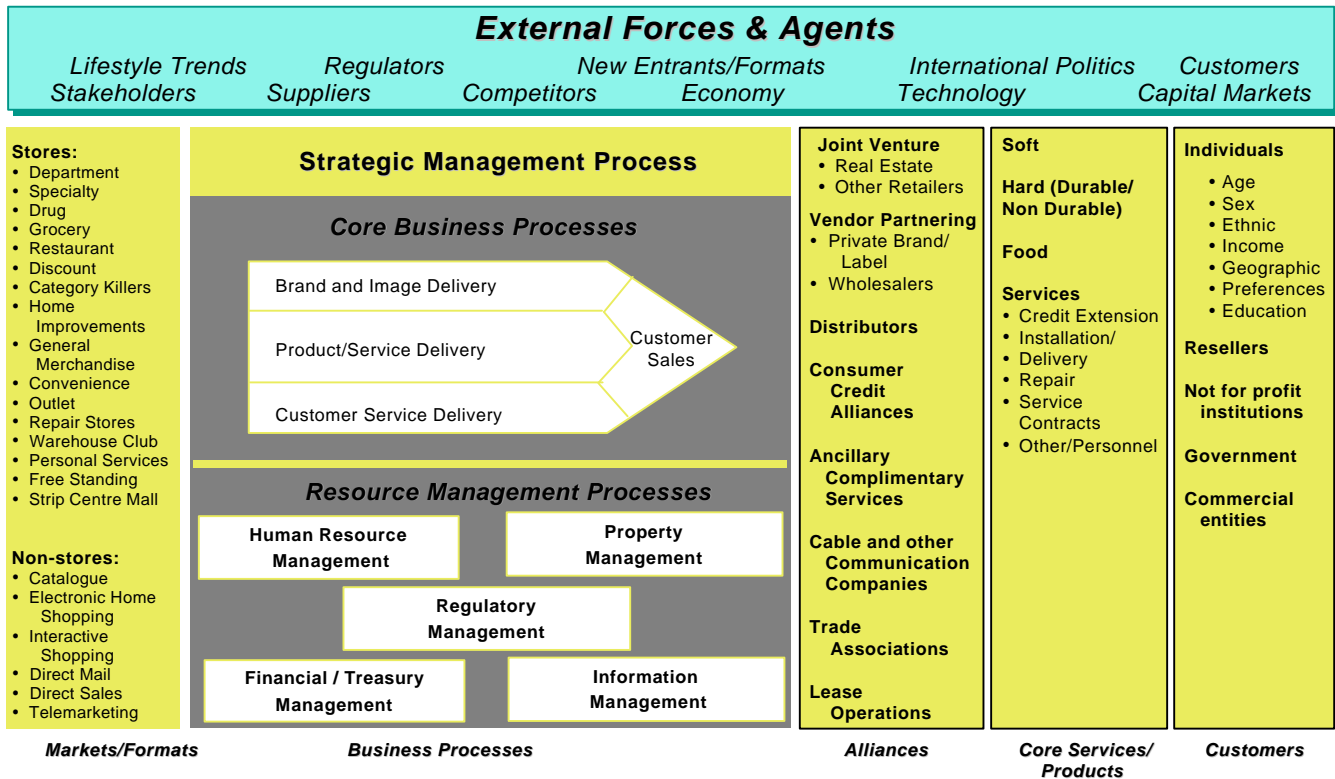 External Forces & Agents
Lifestyle Trends Regulators New Entrants/Formats International Politics Customers
Stakeholders Suppliers Competitors Economy Technology Capital Markets
Stores:
• Department
• Specialty
• Drug
• Grocery
• Restaurant
• Discount
• Category Killers
• Home
Improvements
• General
Merchandise
• Convenience
• Outlet
• Repair Stores
• Warehouse Club
• Personal Services
• Free Standing
• Strip Centre Mall
Non-stores:
• Catalogue
• Electronic Home
Shopping
• Interactive
Shopping
• Direct Mail
• Direct Sales
• Telemarketing
Markets/Formats
Strategic Management Process
Core Business Processes
Brand and Image Delivery
Product/Service Delivery
Customer Service Delivery
Customer
Sales
Resource Management Processes
Human Resource
Management
Property
Management
Regulatory
Management
Financial / Treasury
Management
Information
Management
Business Processes
Joint Venture
• Real Estate
• Other Retailers
Vendor Partnering
• Private Brand/
Label
• Wholesalers
Distributors
Consumer
Credit
Alliances
Ancillary
Complimentary
Services
Cable and other
Communication
Companies
Trade
Associations
Lease
Operations
Alliances
Soft
Hard (Durable/
Non Durable)
Food
Services
• Credit Extension
• Installation/
• Delivery
• Repair
• Service
Contracts
• Other/Personnel
Core Services/
Products
Individuals
• Age
• Sex
• Ethnic
• Income
• Geographic
• Preferences
• Education
Resellers
Not for profit
institutions
Government
Commercial
entities
Customers